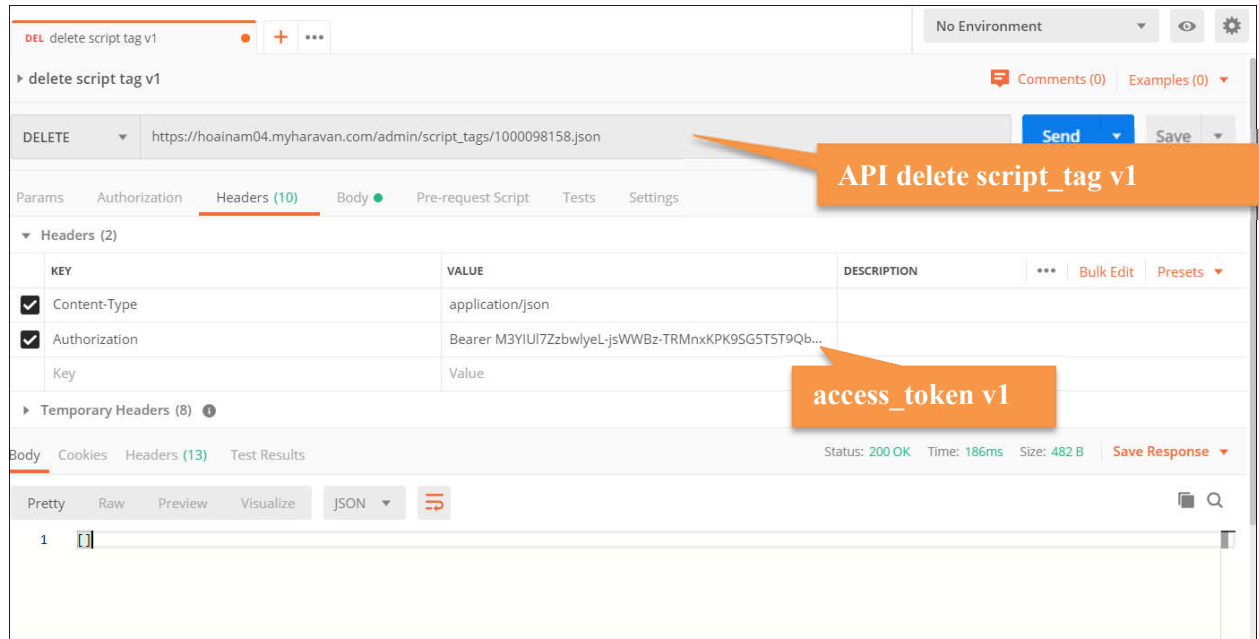 DEL delete script tag v1
No Environment
delete script tag v1
Comments (0) Examples (0)
DELETE https://hoainam04.myharavan.com/admin/script_tags/1000098158.json Send Save
API delete script_tag v1
Params Authorization Headers (10) Body Pre-request Script Tests Settings
Headers (2)
KEY VALUE DESCRIPTION ••• Bulk Edit Presets
Content-Type application/json
Authorization Bearer M3YIUl7ZzbwlyeL-jsWWBz-TRMnxKPK9SG5T5T9Qb...
Key Value
access_token v1
Temporary Headers (8)
Body Cookies Headers (13) Test Results Status: 200 OK Time: 186ms Size: 482 B Save Response
Pretty Raw Preview Visualize JSON
1 []